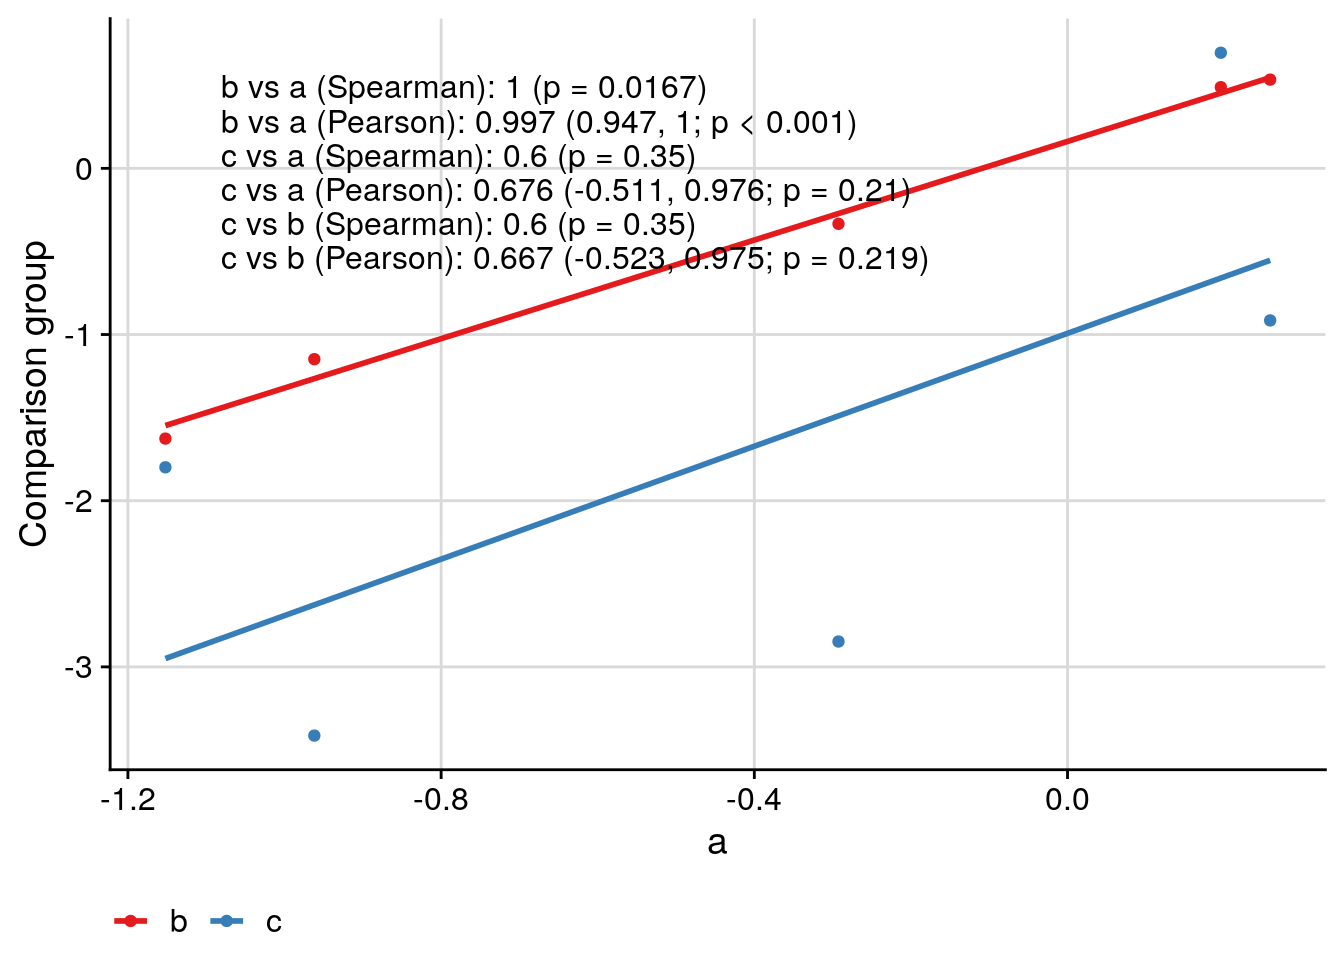 b vs a (Spearman): 1 (p = 0.0167)
b vs a (Pearson): 0.997 (0.947, 1; p < 0.001)
c vs a (Spearman): 0.6 (p = 0.35)
c vs a (Pearson): 0.676 (-0.511, 0.976; p = 0.21)
c vs b (Spearman): 0.6 (p = 0.35)
c vs b (Pearson): 0.667 (-0.523, 0.975; p = 0.219)
Comparison group
0
-1
-2
-3
-1.2 -0.8 -0.4 0.0
a
b c